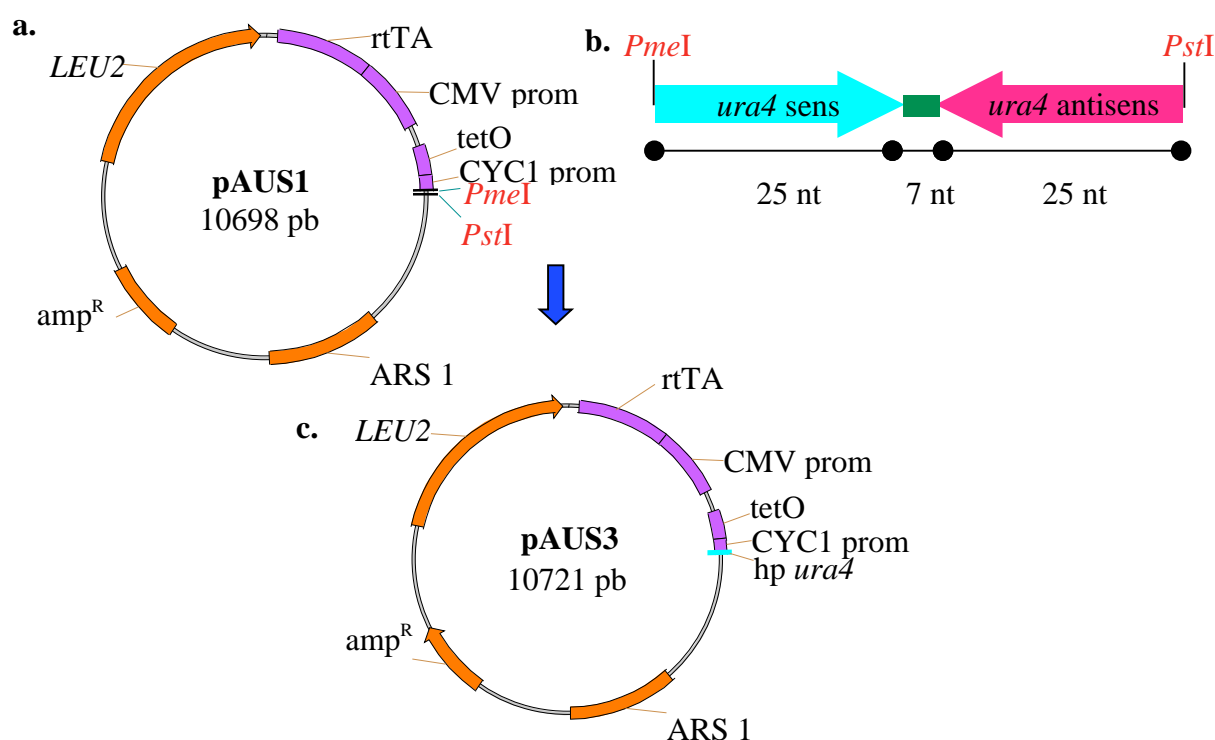 a.
rtTA
LEU2
CMV prom
tetO
CYC1 prom
PmeI
PstI
pAUS1
10698 pb
ampR
ARS 1
b.
PmeI
PstI
ura4 sens
ura4 antisens
25 nt
7 nt
25 nt
c.
rtTA
LEU2
CMV prom
tetO
CYC1 prom
hp ura4
pAUS3
10721 pb
ampR
ARS 1